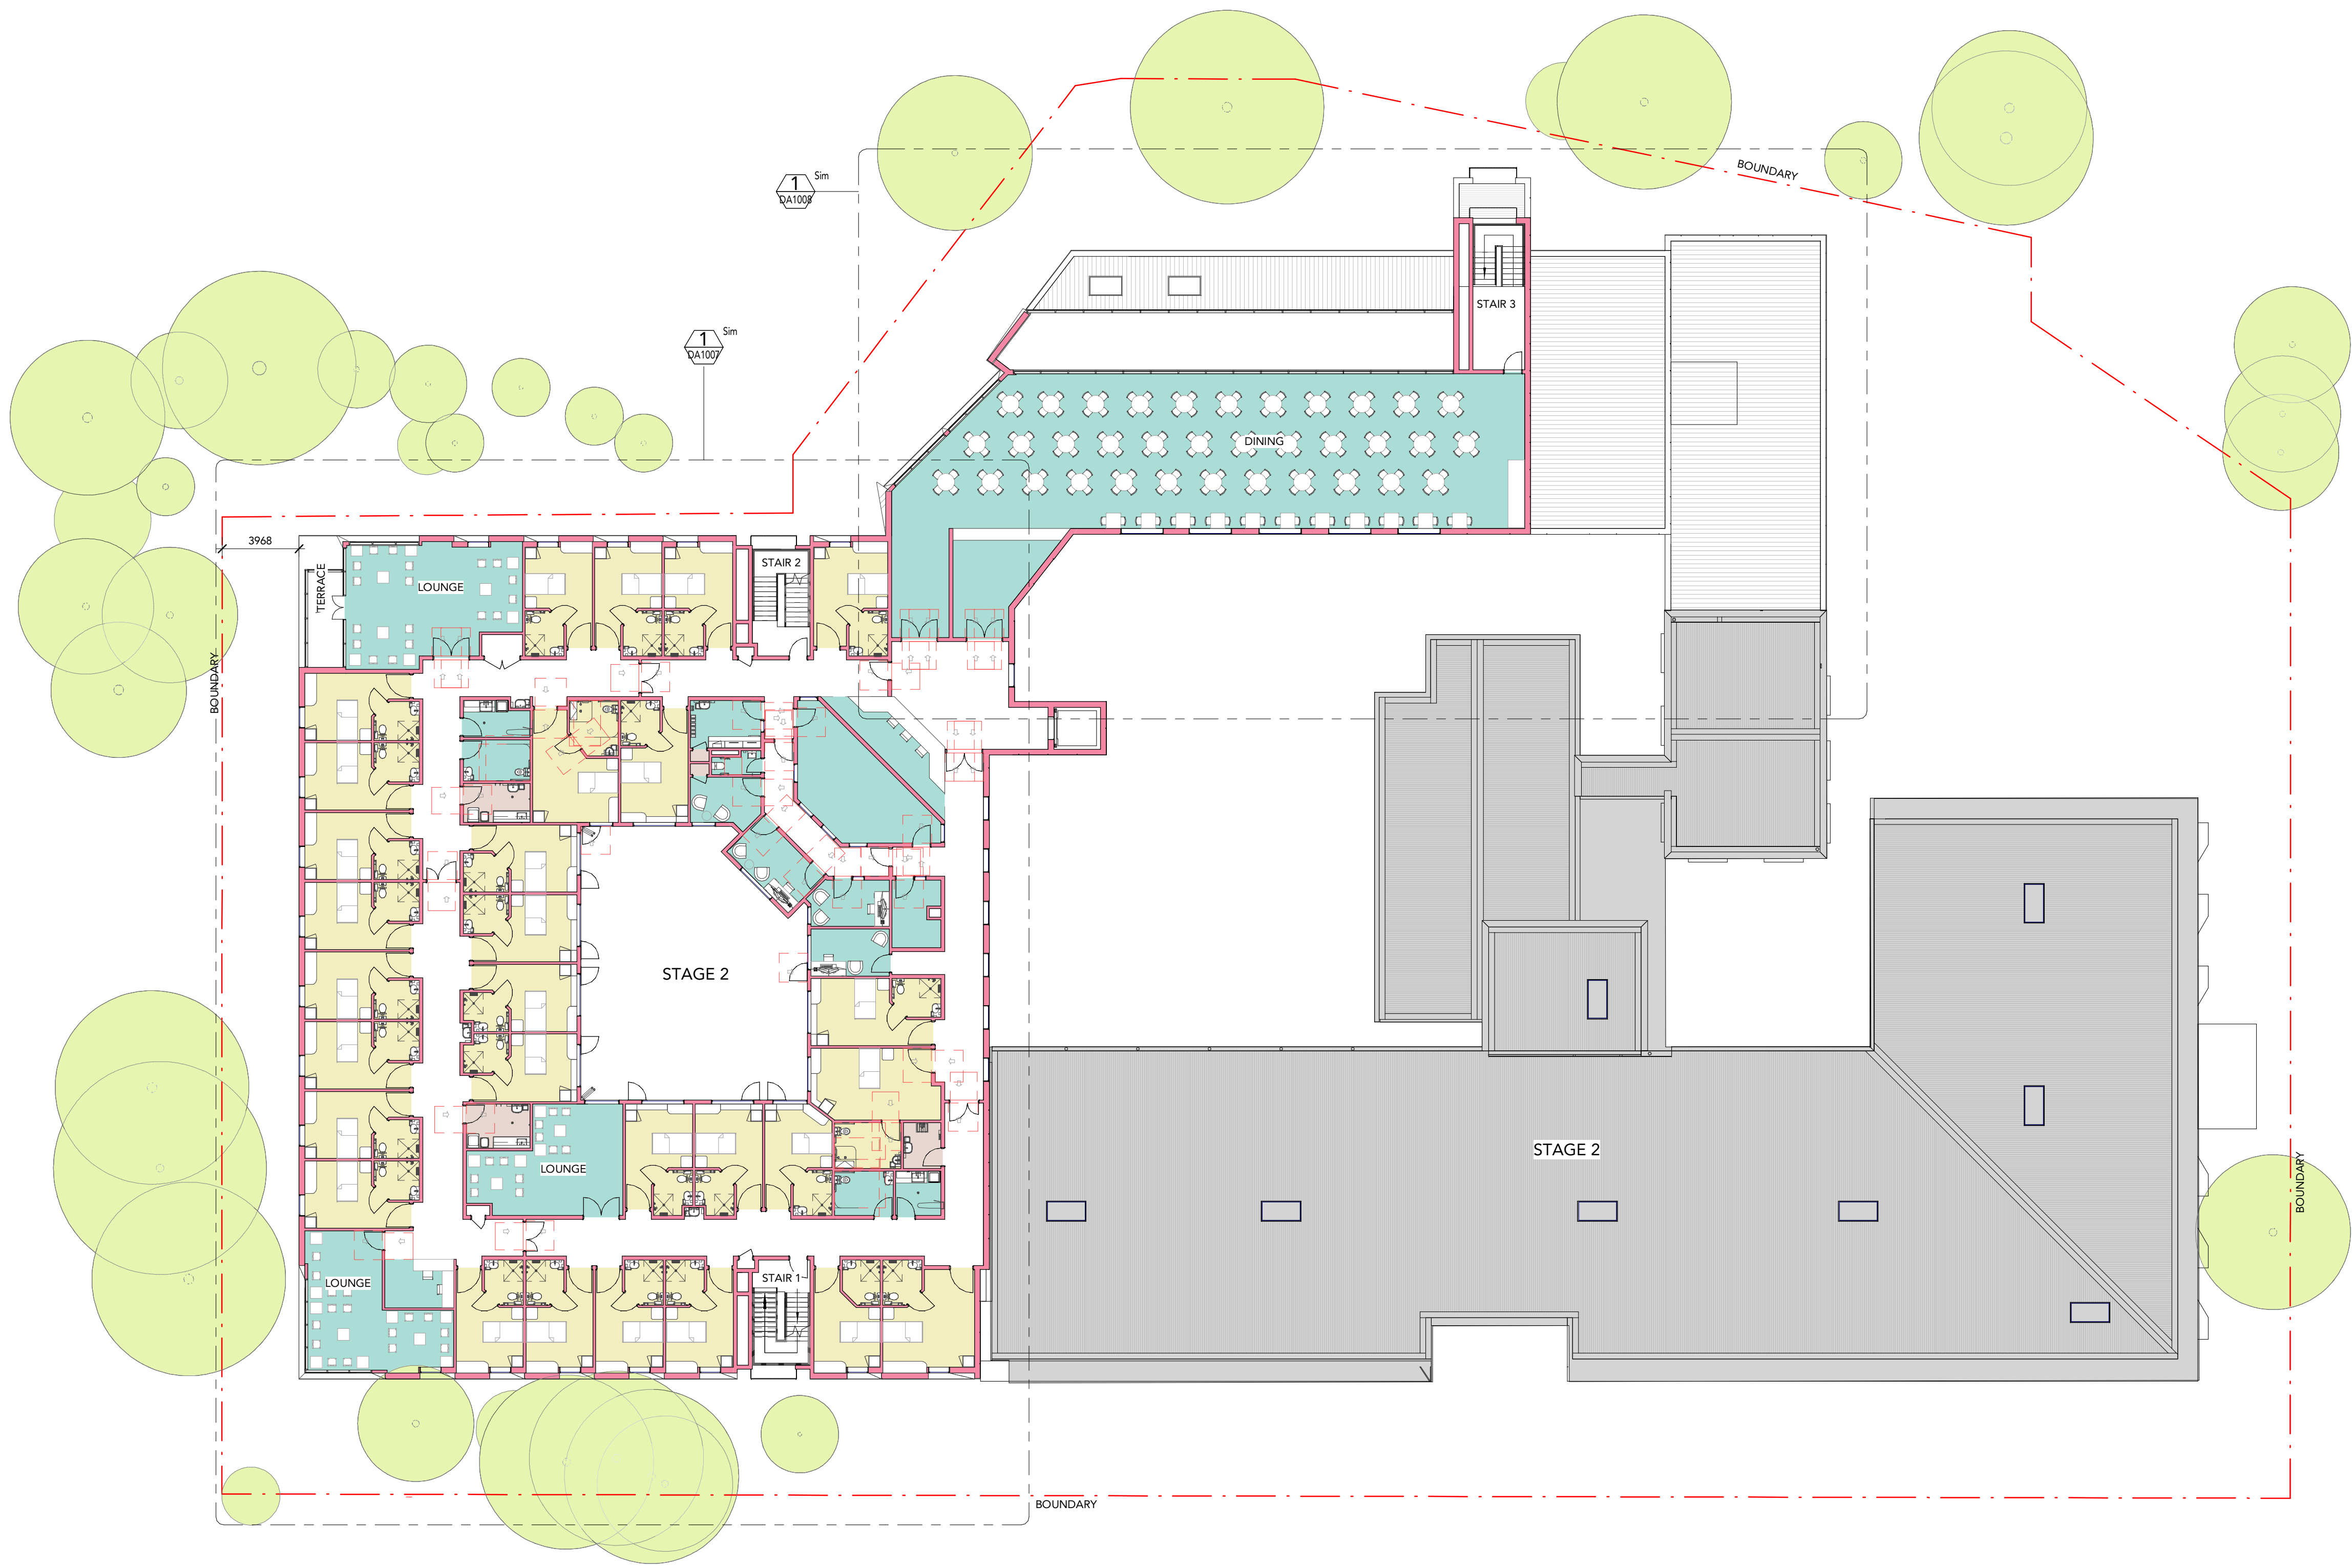 BOUNDARY
1
Sim
DA1008
STAIR 3
1
Sim
DA1007
DINING
3968
STAIR 2
TERRACE
LOUNGE
BOUNDARY
STAGE 2
LOUNGE
STAGE 2
BOUNDARY
LOUNGE
STAIR 1
BOUNDARY